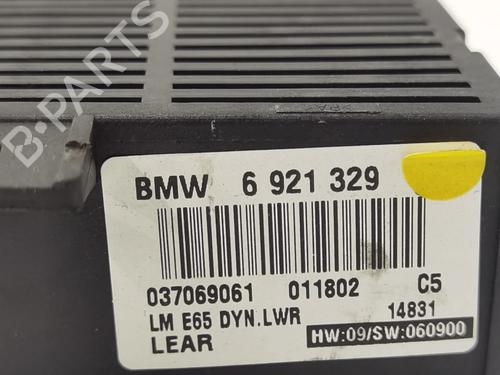 B-PARTS
BMW 6 921 329
037069061 011802 C5
LM E65 DYN.LWR 14831
LEAR HW:09/SW:060900